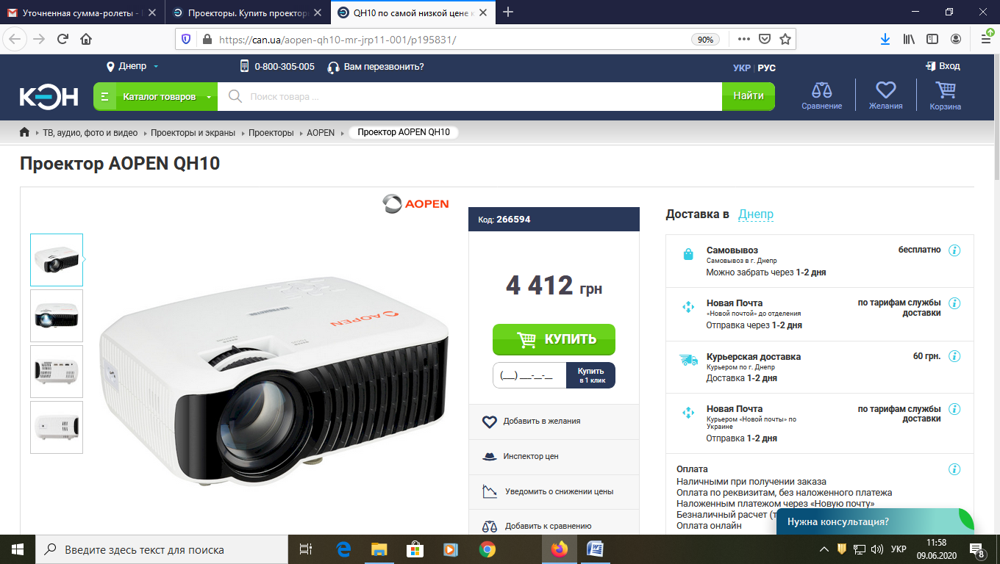 Уточненная сумма-ролеты -
Проекторы. Купить проектор
QH10 по самой низкой цене
https://can.ua/aopen-qh10-mr-jrp11-001/p195831/
90%
Днепр
0-800-305-005
Вам перезвонить?
УКР | РУС
Вход
КЭН
Каталог товаров
Поиск товара ...
Найти
Сравнение
Желания
Корзина
ТВ, аудио, фото и видео
Проекторы и экраны
Проекторы
AOPEN
Проектор AOPEN QH10
Проектор AOPEN QH10
AOPEN
AOPEN
Код: 266594
4 412 грн
КУПИТЬ
(__) ___-__-__
Купить
в 1 клик
Добавить в желания
Инспектор цен
Уведомить о снижении цены
Добавить к сравнению
Доставка в Днепр
Самовывоз
бесплатно
Самовывоз в г. Днепр
Можно забрать через 1-2 дня
Новая Почта
по тарифам службы
доставки
«Новой почтой» до отделения
Отправка через 1-2 дня
Курьерская доставка
60 грн.
Курьером по г. Днепр
Доставка 1-2 дня
Новая Почта
по тарифам службы
доставки
Курьером «Новой почты» по
Украине
Отправка 1-2 дня
Оплата
Наличными при получении заказа
Оплата по реквизитам, без наложенного платежа
Наложенным платежом через «Новую почту»
Безналичный расчет (т
Оплата онлайн
Нужна консультация?
Введите здесь текст для поиска
УКР
11:58
09.06.2020
8